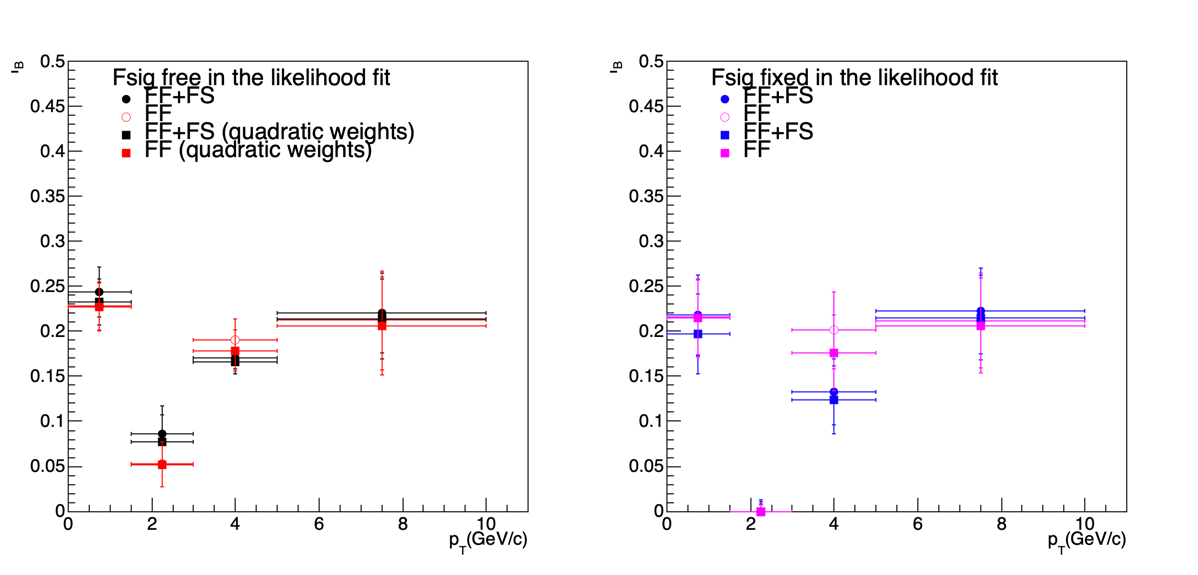 Fsig free in the likelihood fit
FF+FS
FF
FF+FS (quadratic weights)
FF (quadratic weights)
0.5
0.45
0.4
0.35
0.3
0.25
0.2
0.15
0.1
0.05
0
0 2 4 6 8 10
p_T(GeV/c)
Fsig fixed in the likelihood fit
FF+FS
FF
FF+FS
FF
0.5
0.45
0.4
0.35
0.3
0.25
0.2
0.15
0.1
0.05
0
0 2 4 6 8 10
p_T(GeV/c)